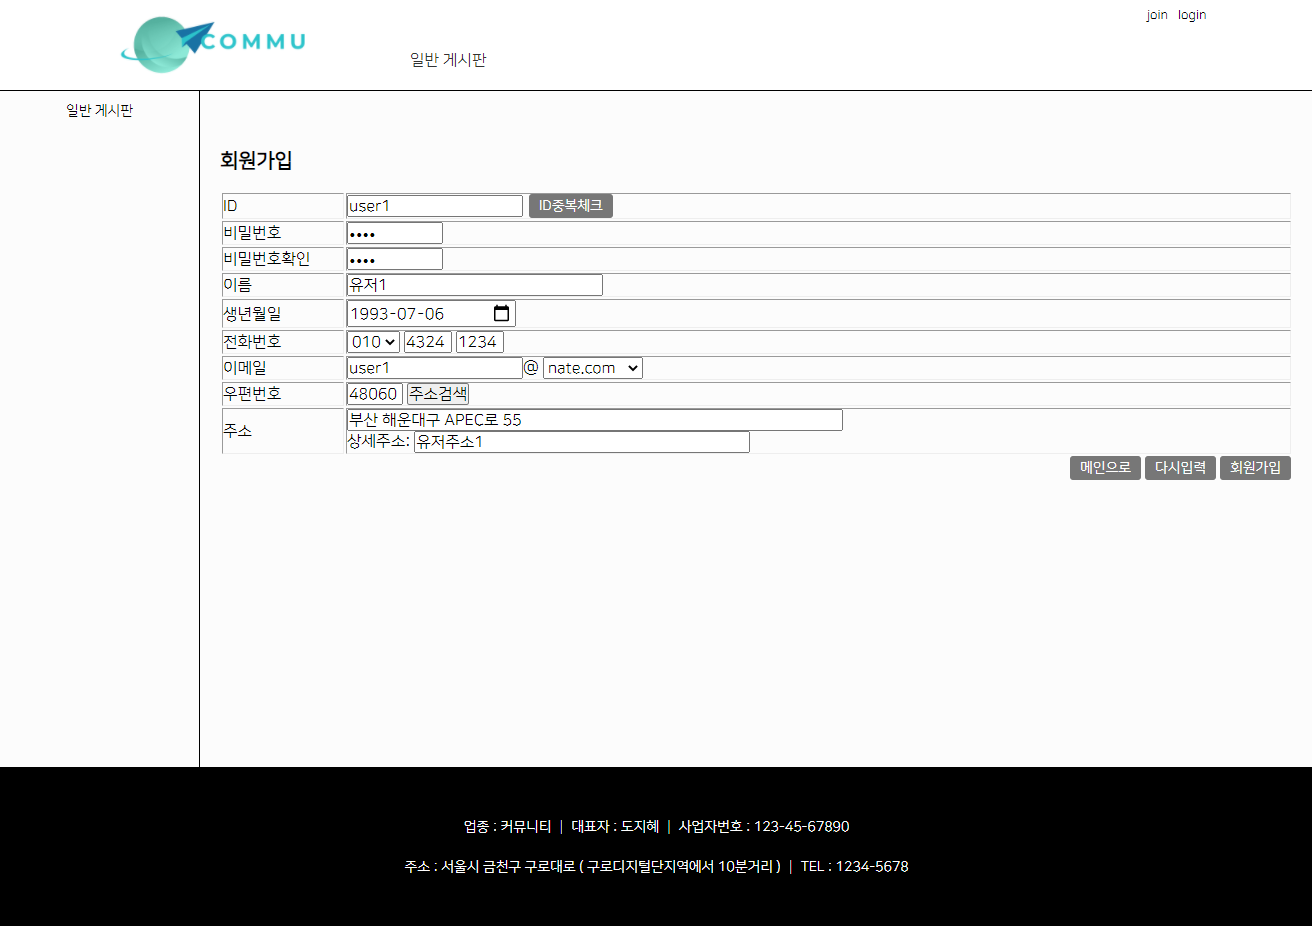 join login
COMMU
일반 게시판
일반 게시판
회원가입
ID user1 ID중복체크
비밀번호 ••••
비밀번호확인 ••••
이름 유저1
생년월일 1993-07-06
전화번호 010 4324 1234
이메일 user1@ nate.com
우편번호 48060 주소검색
주소 부산 해운대구 APEC로 55
상세주소: 유저주소1
메인으로 다시입력 회원가입
업종 : 커뮤니티 | 대표자 : 도지혜 | 사업자번호 : 123-45-67890
주소 : 서울시 금천구 구로대로 ( 구로디지털단지역에서 10분거리 ) | TEL : 1234-5678